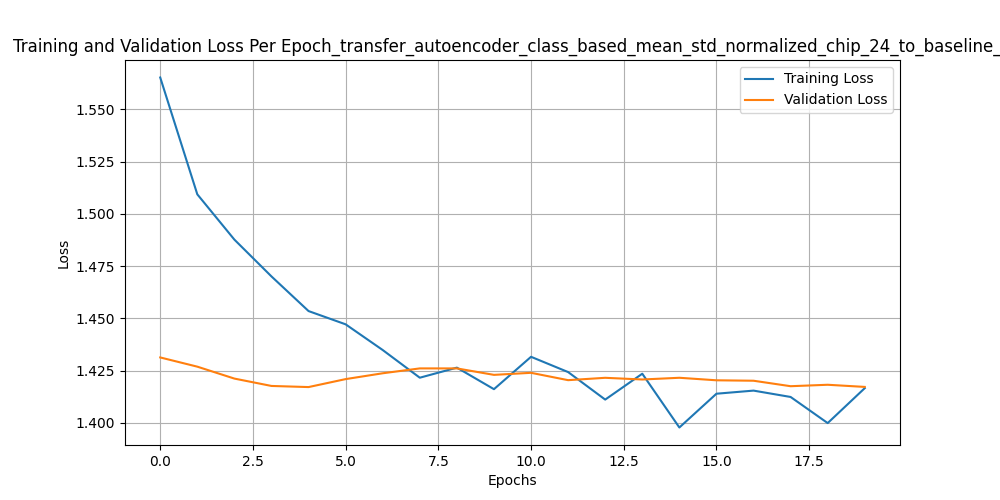 Training and Validation Loss Per Epoch_transfer_autoencoder_class_based_mean_std_normalized_chip_24_to_baseline_
Training Loss
Validation Loss
1.550
1.525
1.500
1.475
1.450
1.425
1.400
Loss
0.0 2.5 5.0 7.5 10.0 12.5 15.0 17.5
Epochs